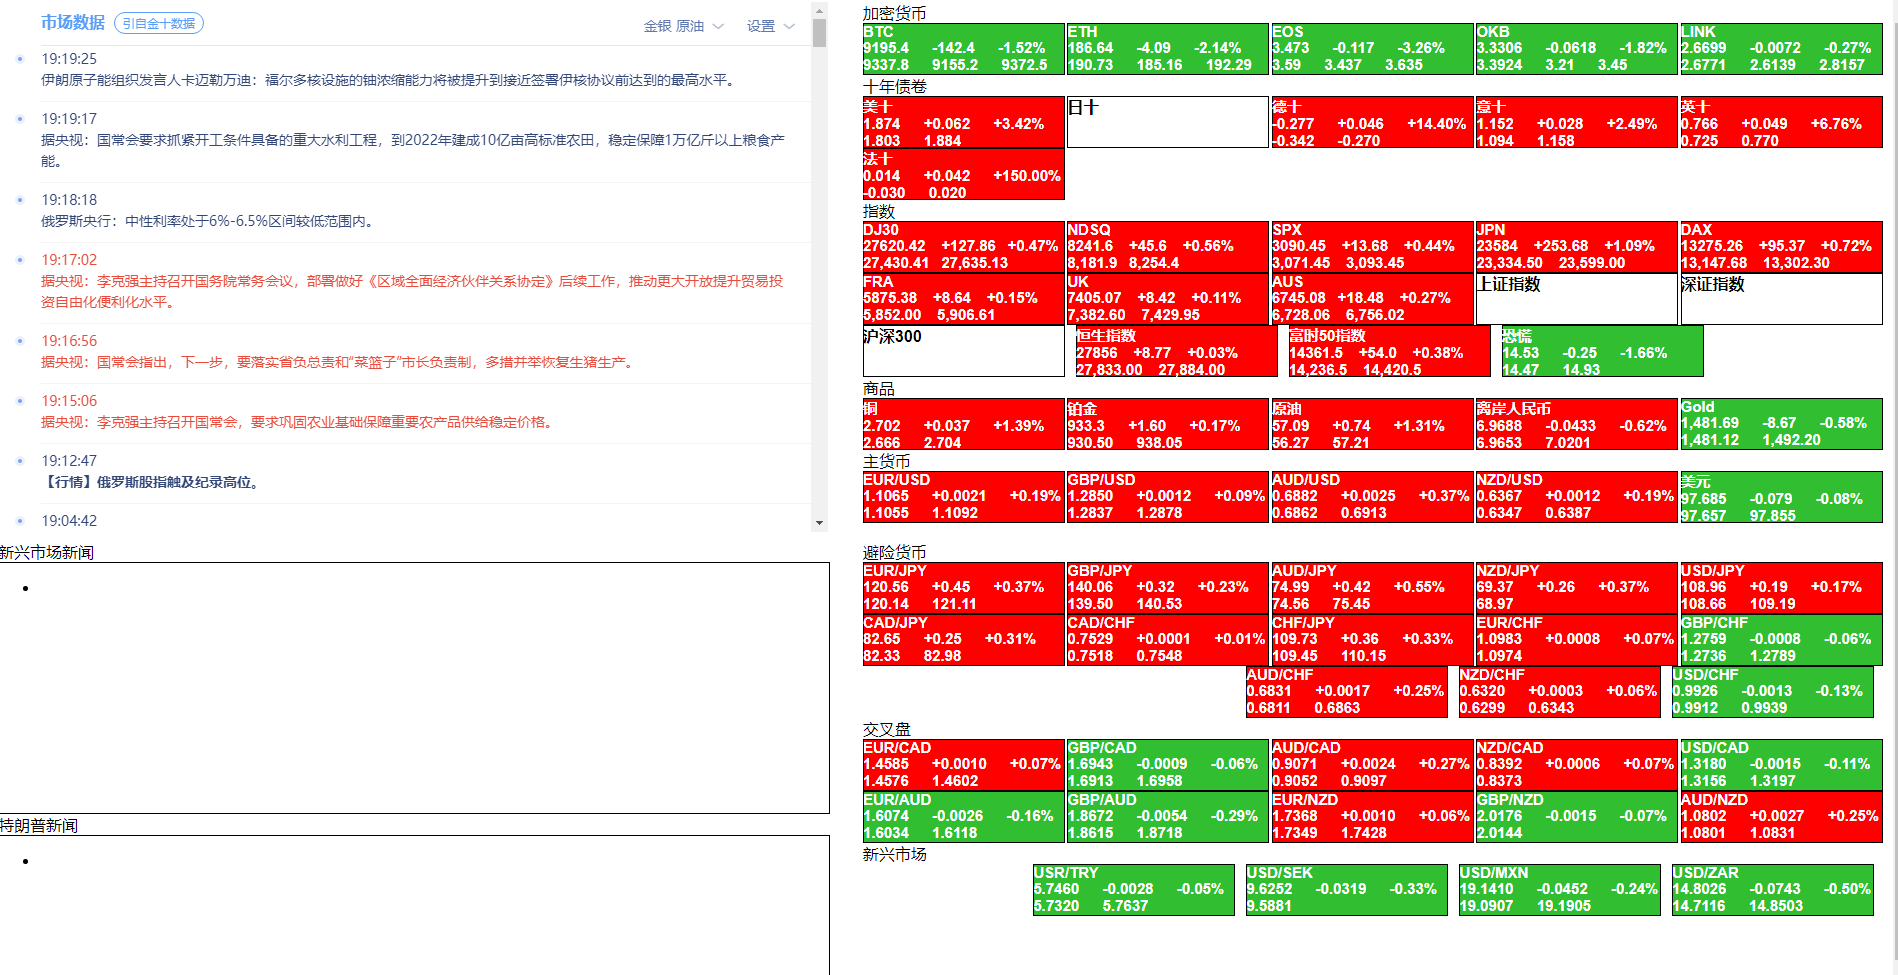 市场数据 引自金十数据 金银 原油 设置
19:19:25
伊朗原子能组织发言人卡迈勒万迪：福尔多核设施的铀浓缩能力将被提升到接近签署伊核协议前达到的最高水平。
19:19:17
据央视：国常会要求抓紧开工条件具备的重大水利工程，到2022年建成10亿亩高标准农田，稳定保障1万亿斤以上粮食产
能。
19:18:18
俄罗斯央行：中性利率处于6%-6.5%区间较低范围内。
19:17:02
据央视：李克强主持召开国务院常务会议，部署做好《区域全面经济伙伴关系协定》后续工作，推动更大开放提升贸易投
资自由化便利化水平。
19:16:56
据央视：国常会指出，下一步，要落实省负总责和“菜篮子”市长负责制，多措并举恢复生猪生产。
19:15:06
据央视：李克强主持召开国常会，要求巩固农业基础保障重要农产品供给稳定价格。
19:12:47
【行情】俄罗斯股指触及纪录高位。
19:04:42
新兴市场新闻
特朗普新闻
加密货币
BTC ETH EOS OKB LINK
9195.4 -142.4 -1.52% 186.64 -4.09 -2.14% 3.473 -0.117 -3.26% 3.3306 -0.0618 -1.82% 2.6699 -0.0072 -0.27%
9337.8 9155.2 9372.5 190.73 185.16 192.29 3.59 3.437 3.635 3.3924 3.21 3.45 2.6771 2.6139 2.8157
十年债卷
美十 日十 德十 意十 英十
1.874 +0.062 +3.42% -0.277 +0.046 +14.40% 1.152 +0.028 +2.49% 0.766 +0.049 +6.76%
1.803 1.884 -0.342 -0.270 1.094 1.158 0.725 0.770
法十
0.014 +0.042 +150.00%
-0.030 0.020
指数
DJ30 NDSQ SPX JPN DAX
27620.42 +127.86 +0.47% 8241.6 +45.6 +0.56% 3090.45 +13.68 +0.44% 23584 +253.68 +1.09% 13275.26 +95.37 +0.72%
27,430.41 27,635.13 8,181.9 8,254.4 3,071.45 3,093.45 23,334.50 23,599.00 13,147.68 13,302.30
FRA UK AUS 上证指数 深证指数
5875.38 +8.64 +0.15% 7405.07 +8.42 +0.11% 6745.08 +18.48 +0.27%
5,852.00 5,906.61 7,382.60 7,429.95 6,728.06 6,756.02
沪深300 恒生指数 富时50指数 恐慌
27856 +8.77 +0.03% 14361.5 +54.0 +0.38% 14.53 -0.25 -1.66%
27,833.00 27,884.00 14,236.5 14,420.5 14.47 14.93
商品
铜 铂金 原油 离岸人民币 Gold
2.702 +0.037 +1.39% 933.3 +1.60 +0.17% 57.09 +0.74 +1.31% 6.9688 -0.0433 -0.62% 1,481.69 -8.67 -0.58%
2.666 2.704 930.50 938.05 56.27 57.21 6.9653 7.0201 1,481.12 1,492.20
主货币
EUR/USD GBP/USD AUD/USD NZD/USD 美元
1.1065 +0.0021 +0.19% 1.2850 +0.0012 +0.09% 0.6882 +0.0025 +0.37% 0.6367 +0.0012 +0.19% 97.685 -0.079 -0.08%
1.1055 1.1092 1.2837 1.2878 0.6862 0.6913 0.6347 0.6387 97.657 97.855
避险货币
EUR/JPY GBP/JPY AUD/JPY NZD/JPY USD/JPY
120.56 +0.45 +0.37% 140.06 +0.32 +0.23% 74.99 +0.42 +0.55% 69.37 +0.26 +0.37% 108.96 +0.19 +0.17%
120.14 121.11 139.50 140.53 74.56 75.45 68.97 108.66 109.19
CAD/JPY CAD/CHF CHF/JPY EUR/CHF GBP/CHF
82.65 +0.25 +0.31% 0.7529 +0.0001 +0.01% 109.73 +0.36 +0.33% 1.0983 +0.0008 +0.07% 1.2759 -0.0008 -0.06%
82.33 82.98 0.7518 0.7548 109.45 110.15 1.0974 1.2736 1.2789
AUD/CHF NZD/CHF USD/CHF
0.6831 +0.0017 +0.25% 0.6320 +0.0003 +0.06% 0.9926 -0.0013 -0.13%
0.6811 0.6863 0.6299 0.6343 0.9912 0.9939
交叉盘
EUR/CAD GBP/CAD AUD/CAD NZD/CAD USD/CAD
1.4585 +0.0010 +0.07% 1.6943 -0.0009 -0.06% 0.9071 +0.0024 +0.27% 0.8392 +0.0006 +0.07% 1.3180 -0.0015 -0.11%
1.4576 1.4602 1.6913 1.6958 0.9052 0.9097 0.8373 1.3156 1.3197
EUR/AUD GBP/AUD EUR/NZD GBP/NZD AUD/NZD
1.6074 -0.0026 -0.16% 1.8672 -0.0054 -0.29% 1.7368 +0.0010 +0.06% 2.0176 -0.0015 -0.07% 1.0802 +0.0027 +0.25%
1.6034 1.6118 1.8615 1.8718 1.7349 1.7428 2.0144 1.0801 1.0831
新兴市场
USR/TRY USD/SEK USD/MXN USD/ZAR
5.7460 -0.0028 -0.05% 9.6252 -0.0319 -0.33% 19.1410 -0.0452 -0.24% 14.8026 -0.0743 -0.50%
5.7320 5.7637 9.5881 19.0907 19.1905 14.7116 14.8503